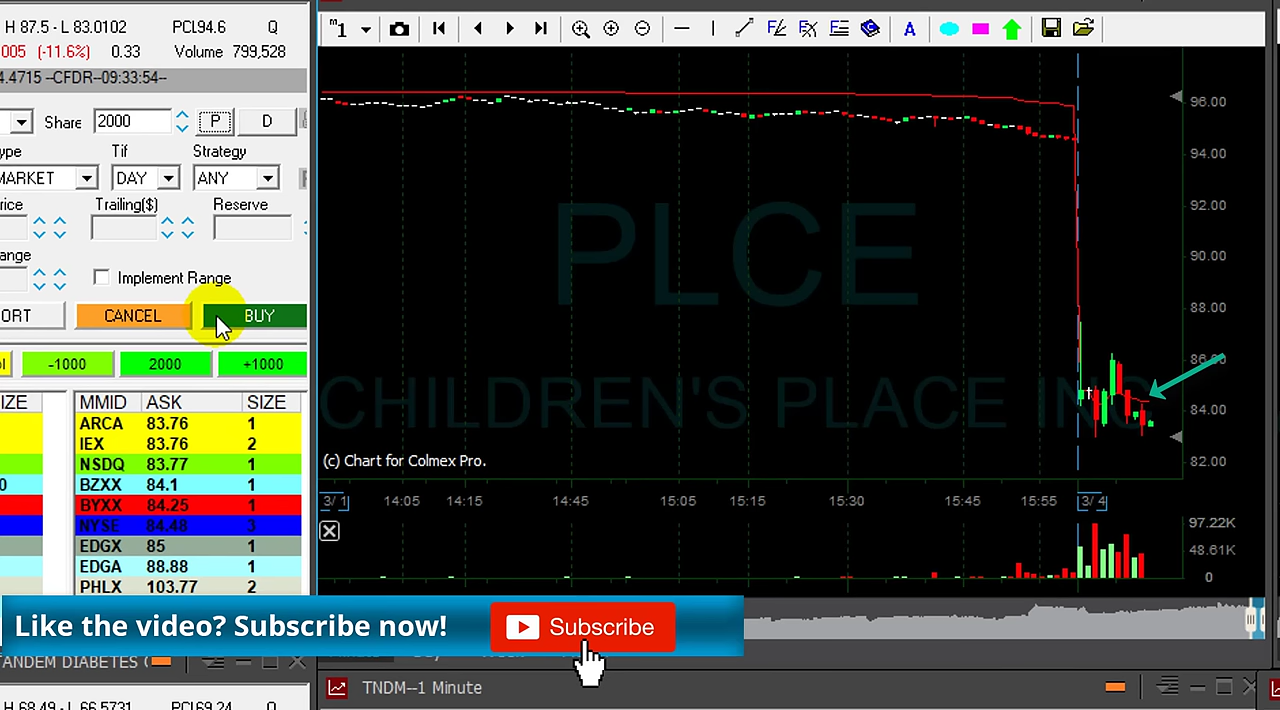 H 87.5 - L 83.0102 PCL94.6 Q
005 (-11.6%) 0.33 Volume 799,528
4.4715 --CFDR--09:33:54--
Share 2000 P D
ype Tif Strategy
MARKET DAY ANY
rice Trailing($) Reserve
ange
Implement Range
ORT CANCEL BUY
-1000 2000 +1000
IZE MMID ASK SIZE
ARCA 83.76 1
IEX 83.76 2
NSDQ 83.77 1
0 BZXX 84.1 1
BYXX 84.25 1
NYSE 84.48 3
EDGX 85 1
EDGA 88.88 1
PHLX 103.77 2
m1
A
PLCE
CHILDREN'S PLACE INC
(c) Chart for Colmex Pro.
96.00
94.00
92.00
90.00
88.00
86.00
84.00
82.00
3/ 1 14:05 14:15 14:45 15:05 15:15 15:30 15:45 15:55 3/ 4
97.22K
48.61K
0
Like the video? Subscribe now! Subscribe
TANDEM DIABETES C
TNDM--1 Minute
H 68.49 - L 66.5731 PCL69.24 Q